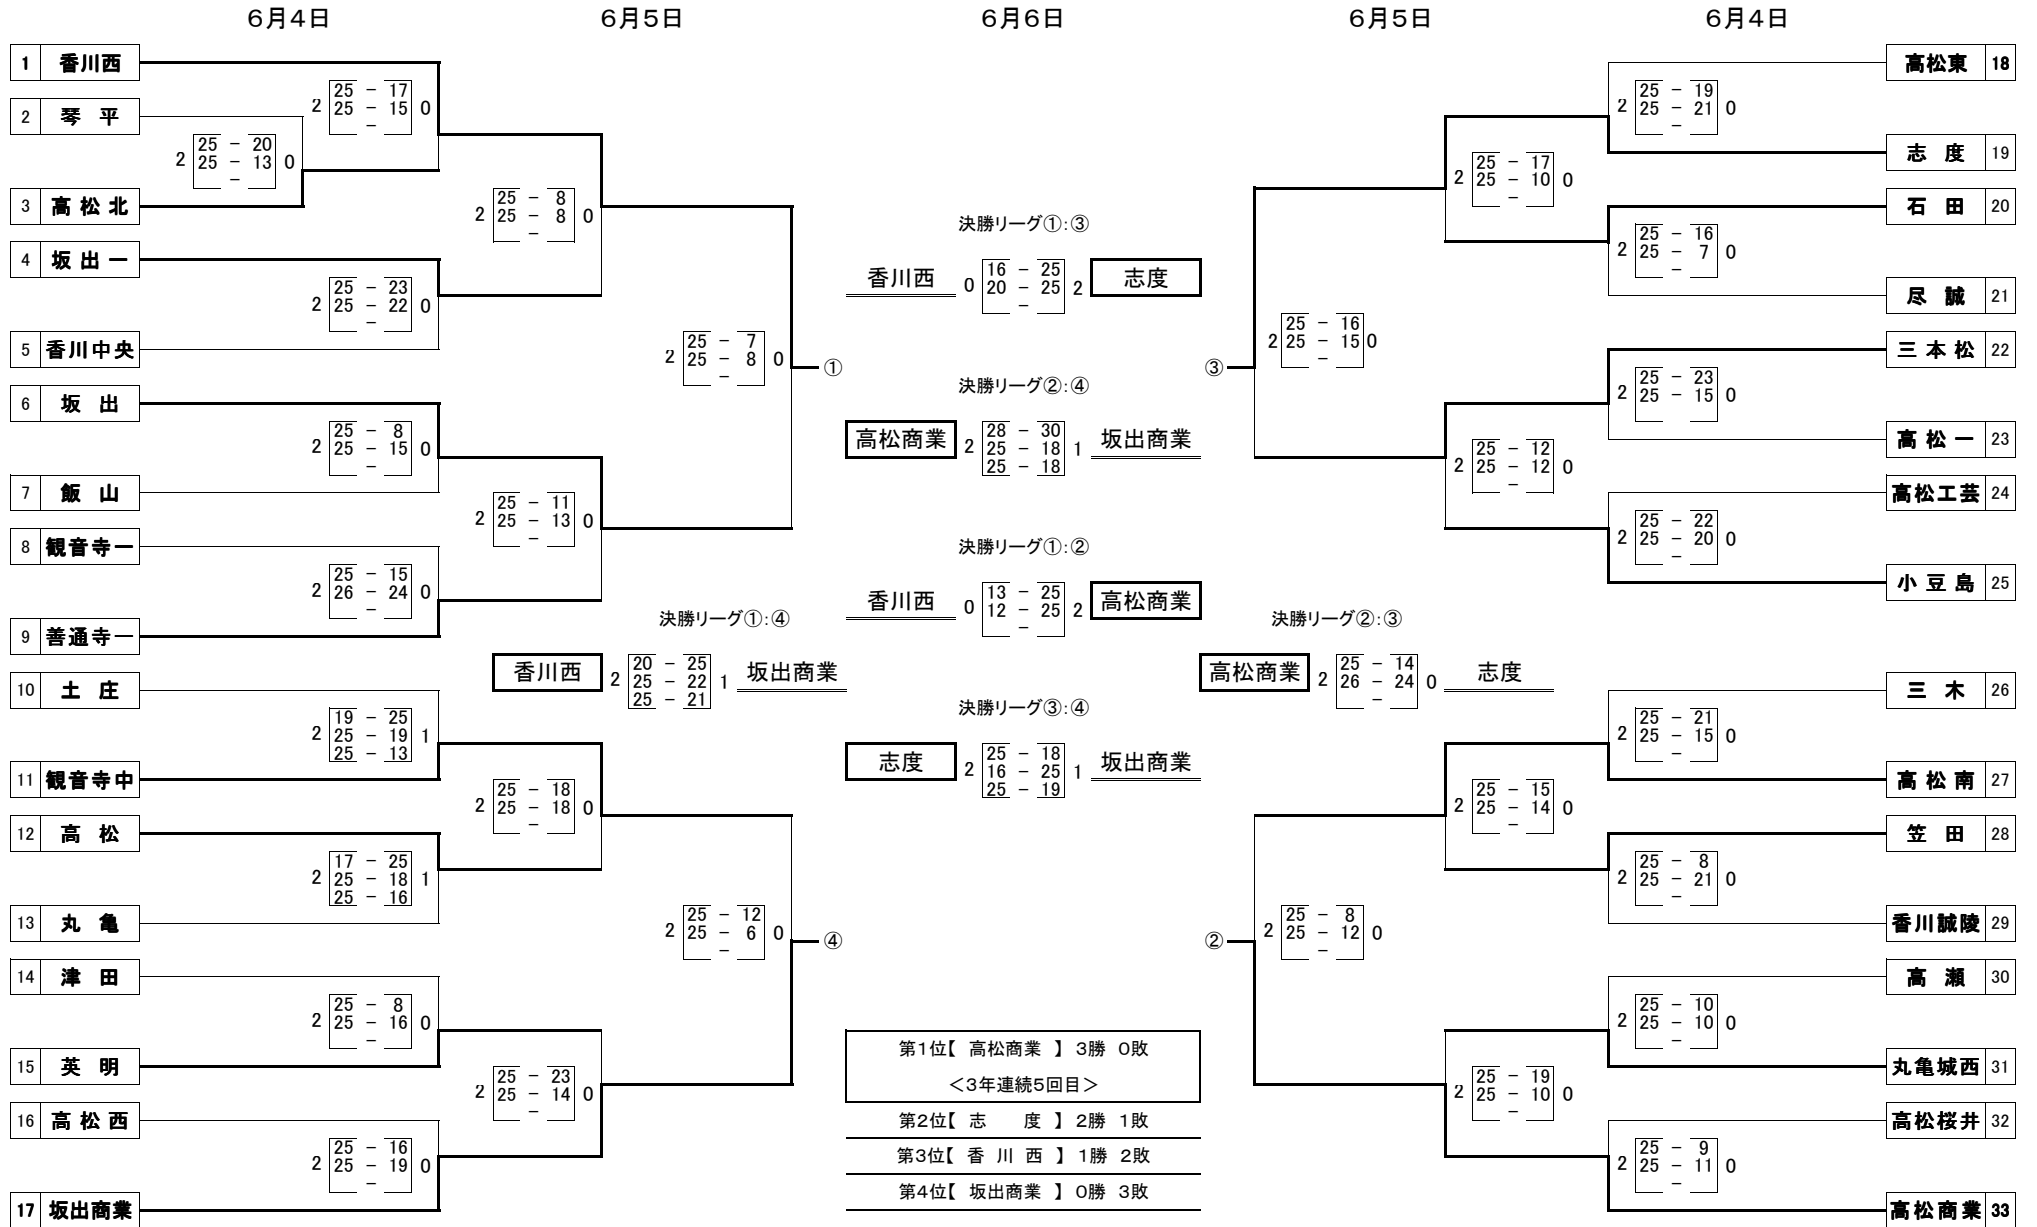 6月4日 6月5日 6月6日 6月5日 6月4日
1 香川西
25 - 17
2 25 - 15 0
-
2 琴 平
25 - 20
2 25 - 13 0
-
3 高松北
25 - 8
2 25 - 8 0
-
4 坂出一
25 - 23
2 25 - 22 0
-
5 香川中央
25 - 7
2 25 - 8 0
-
①
6 坂 出
25 - 8
2 25 - 15 0
-
7 飯 山
25 - 11
2 25 - 13 0
-
8 観音寺一
25 - 15
2 26 - 24 0
-
9 善通寺一
10 土 庄
19 - 25
2 25 - 19 1
25 - 13
11 観音寺中
25 - 18
2 25 - 18 0
-
12 高 松
17 - 25
2 25 - 18 1
25 - 16
13 丸 亀
25 - 12
2 25 - 6 0
-
④
14 津 田
25 - 8
2 25 - 16 0
-
15 英 明
25 - 23
2 25 - 14 0
-
16 高松西
25 - 16
2 25 - 19 0
-
17 坂出商業
決勝リーグ①:③
16 - 25
香川西 0 20 - 25 2 志度
-
決勝リーグ②:④
28 - 30
高松商業 2 25 - 18 1 坂出商業
25 - 18
決勝リーグ①:②
13 - 25
香川西 0 12 - 25 2 高松商業
-
決勝リーグ①:④
20 - 25
香川西 2 25 - 22 1 坂出商業
25 - 21
決勝リーグ②:③
25 - 14
高松商業 2 26 - 24 0 志度
-
決勝リーグ③:④
25 - 18
志度 2 16 - 25 1 坂出商業
25 - 19
第1位【 高松商業 】 3勝 0敗
<3年連続5回目>
第2位【 志 度 】 2勝 1敗
第3位【 香 川 西 】 1勝 2敗
第4位【 坂出商業 】 0勝 3敗
高松東 18
25 - 19
2 25 - 21 0
-
志 度 19
25 - 17
2 25 - 10 0
-
石 田 20
25 - 16
2 25 - 7 0
-
尽 誠 21
25 - 16
2 25 - 15 0
-
③
三本松 22
25 - 23
2 25 - 15 0
-
高松一 23
25 - 12
2 25 - 12 0
-
高松工芸 24
25 - 22
2 25 - 20 0
-
小豆島 25
三 木 26
25 - 21
2 25 - 15 0
-
高松南 27
25 - 15
2 25 - 14 0
-
笠 田 28
25 - 8
2 25 - 21 0
-
香川誠陵 29
25 - 8
2 25 - 12 0
-
②
高 瀬 30
25 - 10
2 25 - 10 0
-
丸亀城西 31
25 - 19
2 25 - 10 0
-
高松桜井 32
25 - 9
2 25 - 11 0
-
高松商業 33